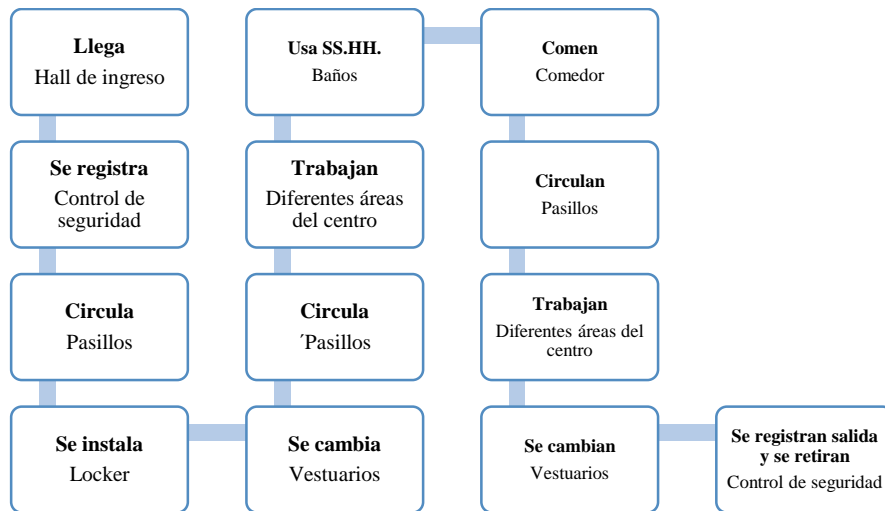 Llega
Hall de ingreso
Se registra
Control de
seguridad
Circula
Pasillos
Se instala
Locker
Se cambia
Vestuarios
Circula
´Pasillos
Trabajan
Diferentes áreas
del centro
Usa SS.HH.
Baños
Comen
Comedor
Circulan
Pasillos
Trabajan
Diferentes áreas del
centro
Se cambian
Vestuarios
Se registran salida
y se retiran
Control de seguridad